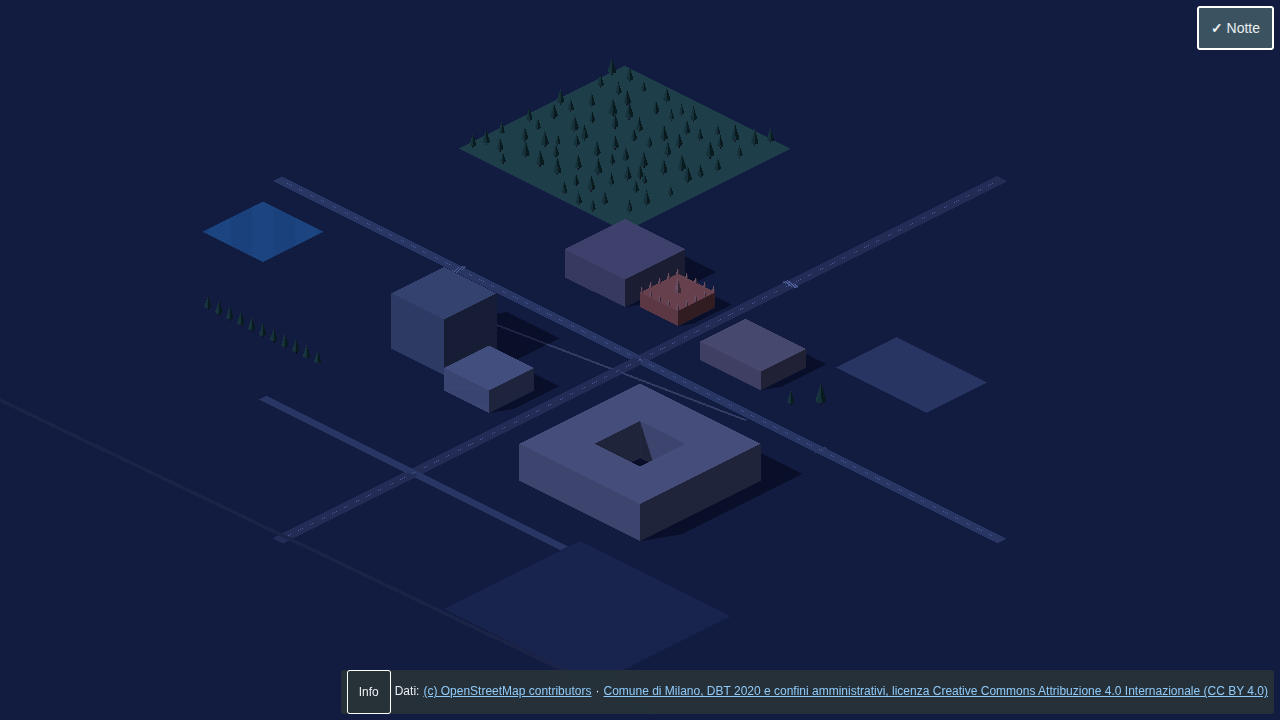 ✓ Notte
Info
Dati: (c) OpenStreetMap contributors · Comune di Milano, DBT 2020 e confini amministrativi, licenza Creative Commons Attribuzione 4.0 Internazionale (CC BY 4.0)